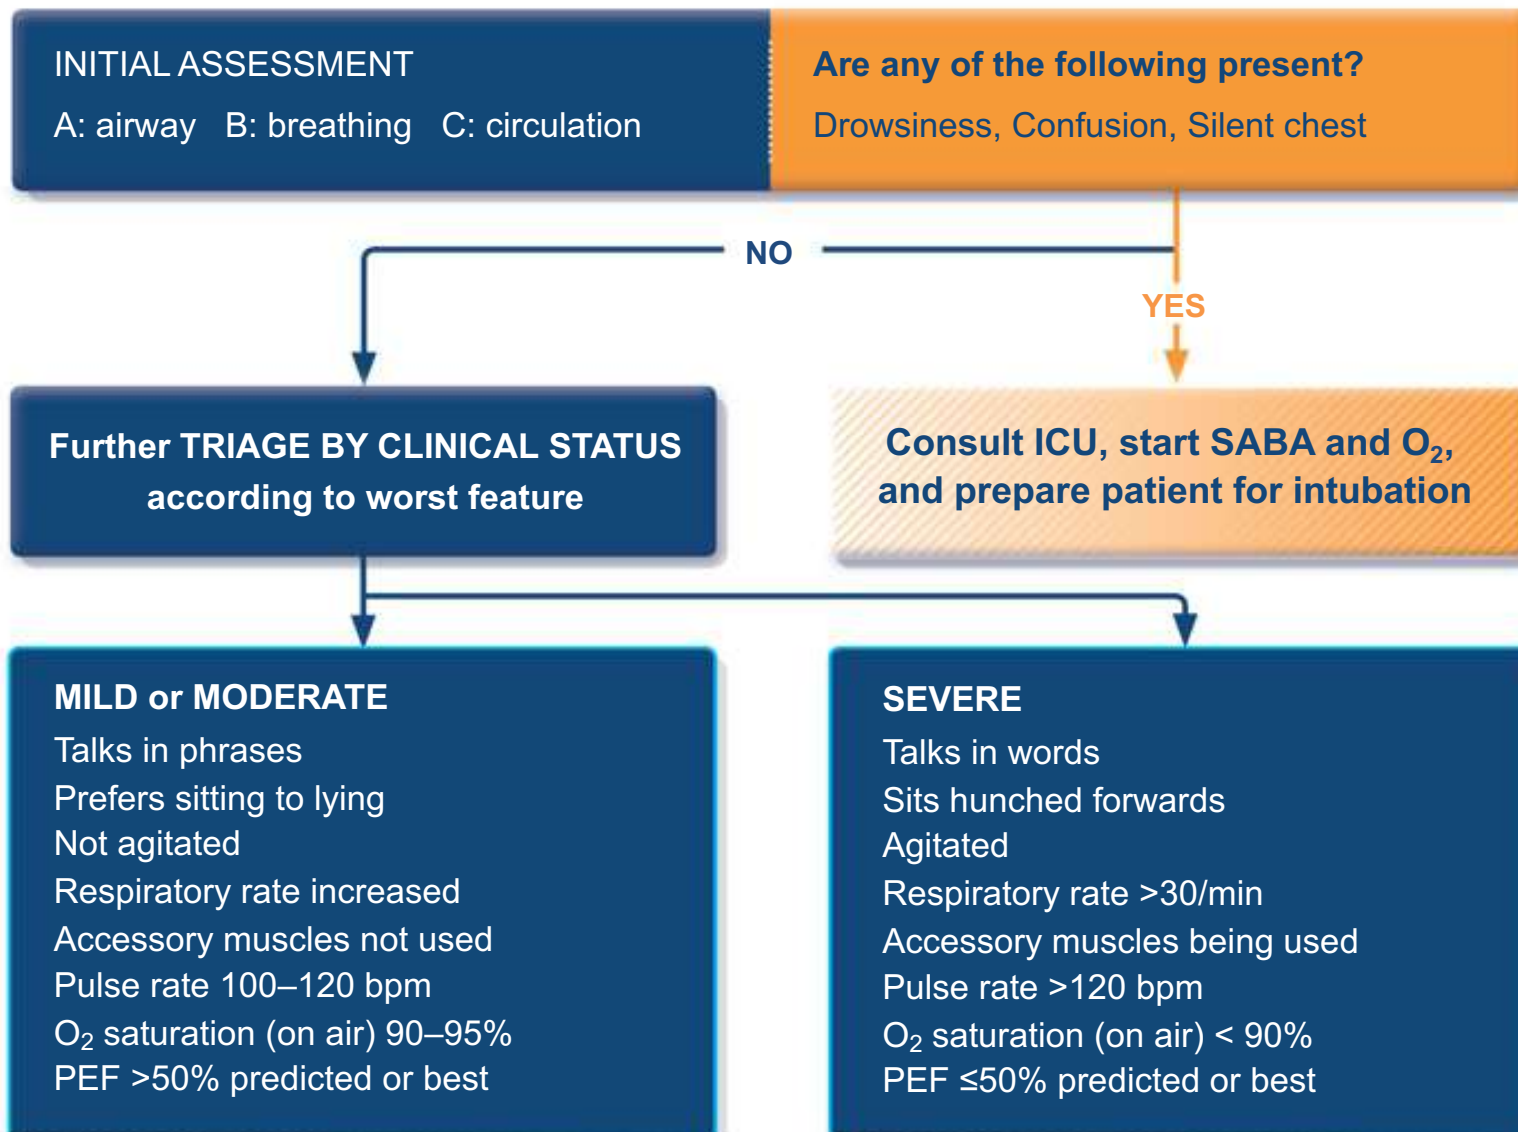 INITIAL ASSESSMENT
A: airway B: breathing C: circulation
Are any of the following present?
Drowsiness, Confusion, Silent chest
NO
YES
Further TRIAGE BY CLINICAL STATUS
according to worst feature
Consult ICU, start SABA and O₂,
and prepare patient for intubation
MILD or MODERATE
Talks in phrases
Prefers sitting to lying
Not agitated
Respiratory rate increased
Accessory muscles not used
Pulse rate 100–120 bpm
O₂ saturation (on air) 90–95%
PEF >50% predicted or best
SEVERE
Talks in words
Sits hunched forwards
Agitated
Respiratory rate >30/min
Accessory muscles being used
Pulse rate >120 bpm
O₂ saturation (on air) < 90%
PEF ≤50% predicted or best